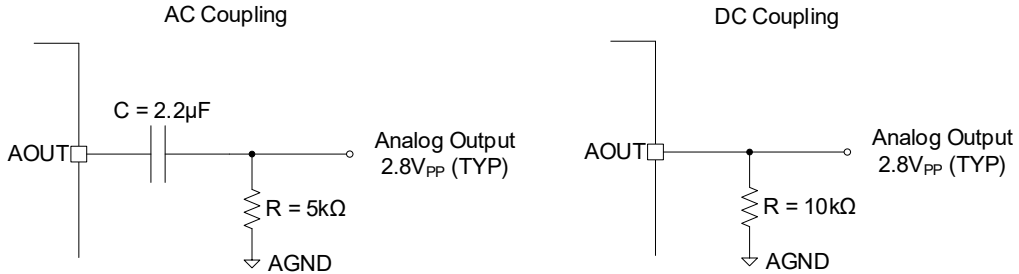 AC Coupling
C = 2.2µF
AOUT
Analog Output
2.8VPP (TYP)
R = 5kΩ
AGND
DC Coupling
AOUT
Analog Output
2.8VPP (TYP)
R = 10kΩ
AGND